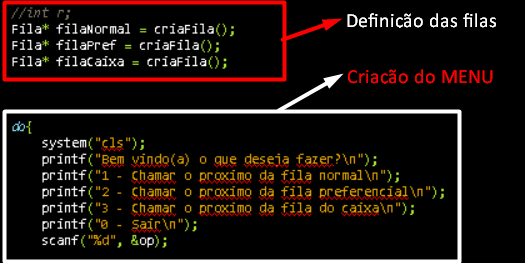 //int r;
Fila* filaNormal = criaFila();
Fila* filaPref = criaFila();
Fila* filaCaixa = criaFila();
Definição das filas
Criacão do MENU
do{
system("cls");
printf("Bem vindo(a) o que deseja fazer?\n");
printf("1 - Chamar o proximo da fila normal\n");
printf("2 - Chamar o proximo da fila preferencial\n");
printf("3 - Chamar o proximo da fila do caixa\n");
printf("0 - Sair\n");
scanf("%d", &op);